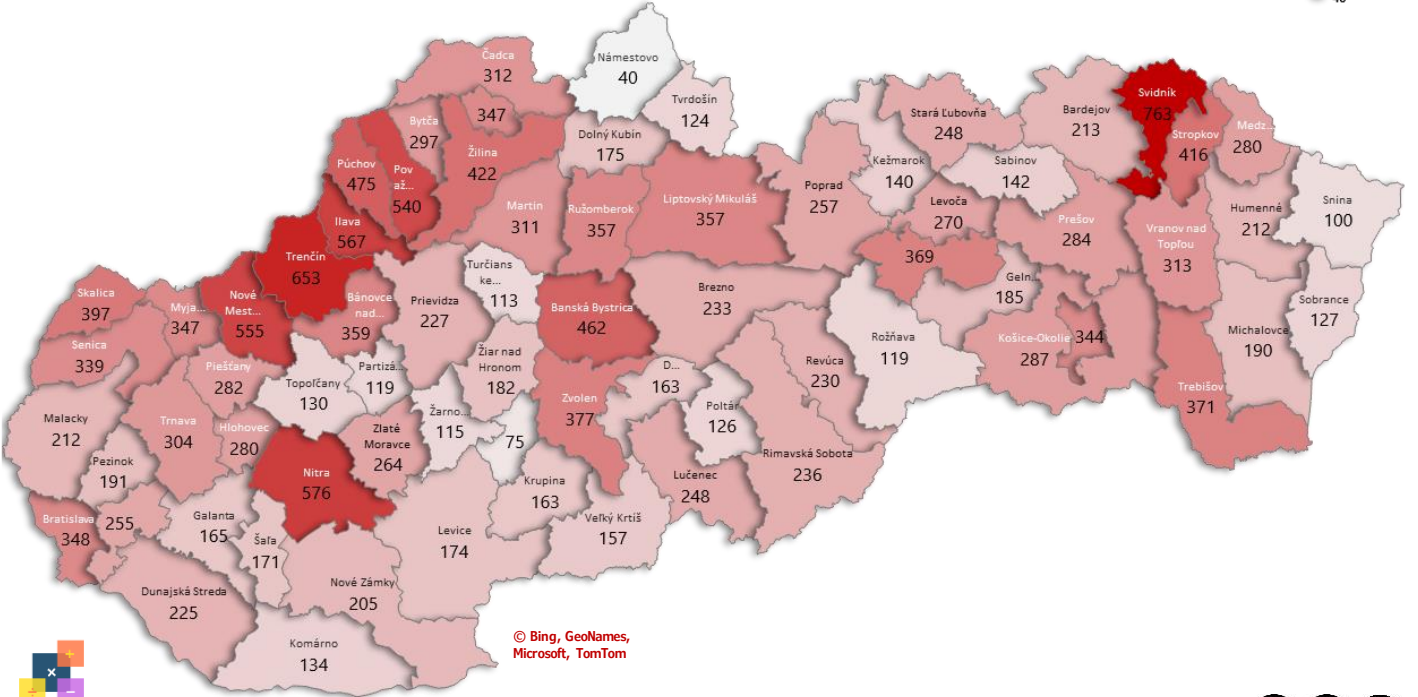 Čadca
312
Námestovo
40
Tvrdošín
124
347
Bytča
297
Dolný Kubín
175
Žilina
422
Púchov
475
Pov
až...
540
Ilava
567
Martin
311
Ružomberok
357
Liptovský Mikuláš
357
Poprad
257
Kežmarok
140
Stará Ľubovňa
248
Sabinov
142
Bardejov
213
Svidník
763
Stropkov
416
Medz...
280
Levoča
270
Prešov
284
Vranov nad
Topľou
313
Humenné
212
Snina
100
369
Geln...
185
Trenčín
653
Skalica
397
Myja...
347
Nové
Mest...
555
Bánovce
nad...
359
Prievidza
227
Turčians
ke...
113
Banská Bystrica
462
Brezno
233
Rožňava
119
Košice-Okolie
287
344
Michalovce
190
Sobrance
127
Senica
339
Piešťany
282
Topoľčany
130
Partizá...
119
Žiar nad
Hronom
182
Zvolen
377
D...
163
Revúca
230
Trebišov
371
Malacky
212
Trnava
304
Hlohovec
280
Zlaté
Moravce
264
Žarno...
115
75
Poltár
126
Rimavská Sobota
236
Pezinok
191
Nitra
576
Krupina
163
Lučenec
248
Bratislava
348
255
Galanta
165
Šaľa
171
Levice
174
Veľký Krtíš
157
Dunajská Streda
225
Nové Zámky
205
Komárno
134
© Bing, GeoNames,
Microsoft, TomTom